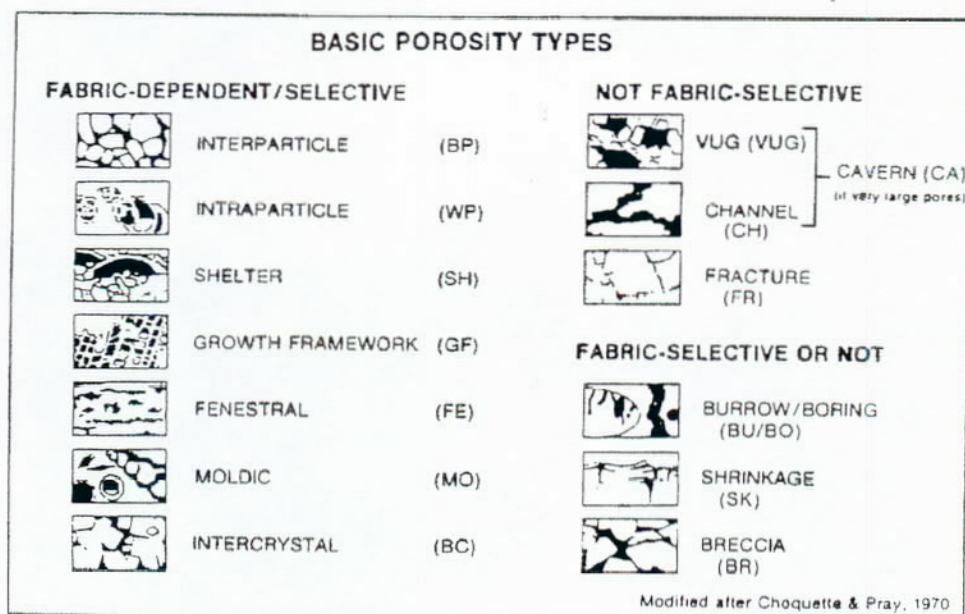 BASIC POROSITY TYPES
FABRIC-DEPENDENT/SELECTIVE
INTERPARTICLE (BP)
INTRAPARTICLE (WP)
SHELTER (SH)
GROWTH FRAMEWORK (GF)
FENESTRAL (FE)
MOLDIC (MO)
INTERCRYSTAL (BC)
NOT FABRIC-SELECTIVE
VUG (VUG)
CHANNEL
(CH)
CAVERN (CA)
(if very large pores)
FRACTURE
(FR)
FABRIC-SELECTIVE OR NOT
BURROW/BORING
(BU/BO)
SHRINKAGE
(SK)
BRECCIA
(BR)
Modified after Choquette & Pray, 1970